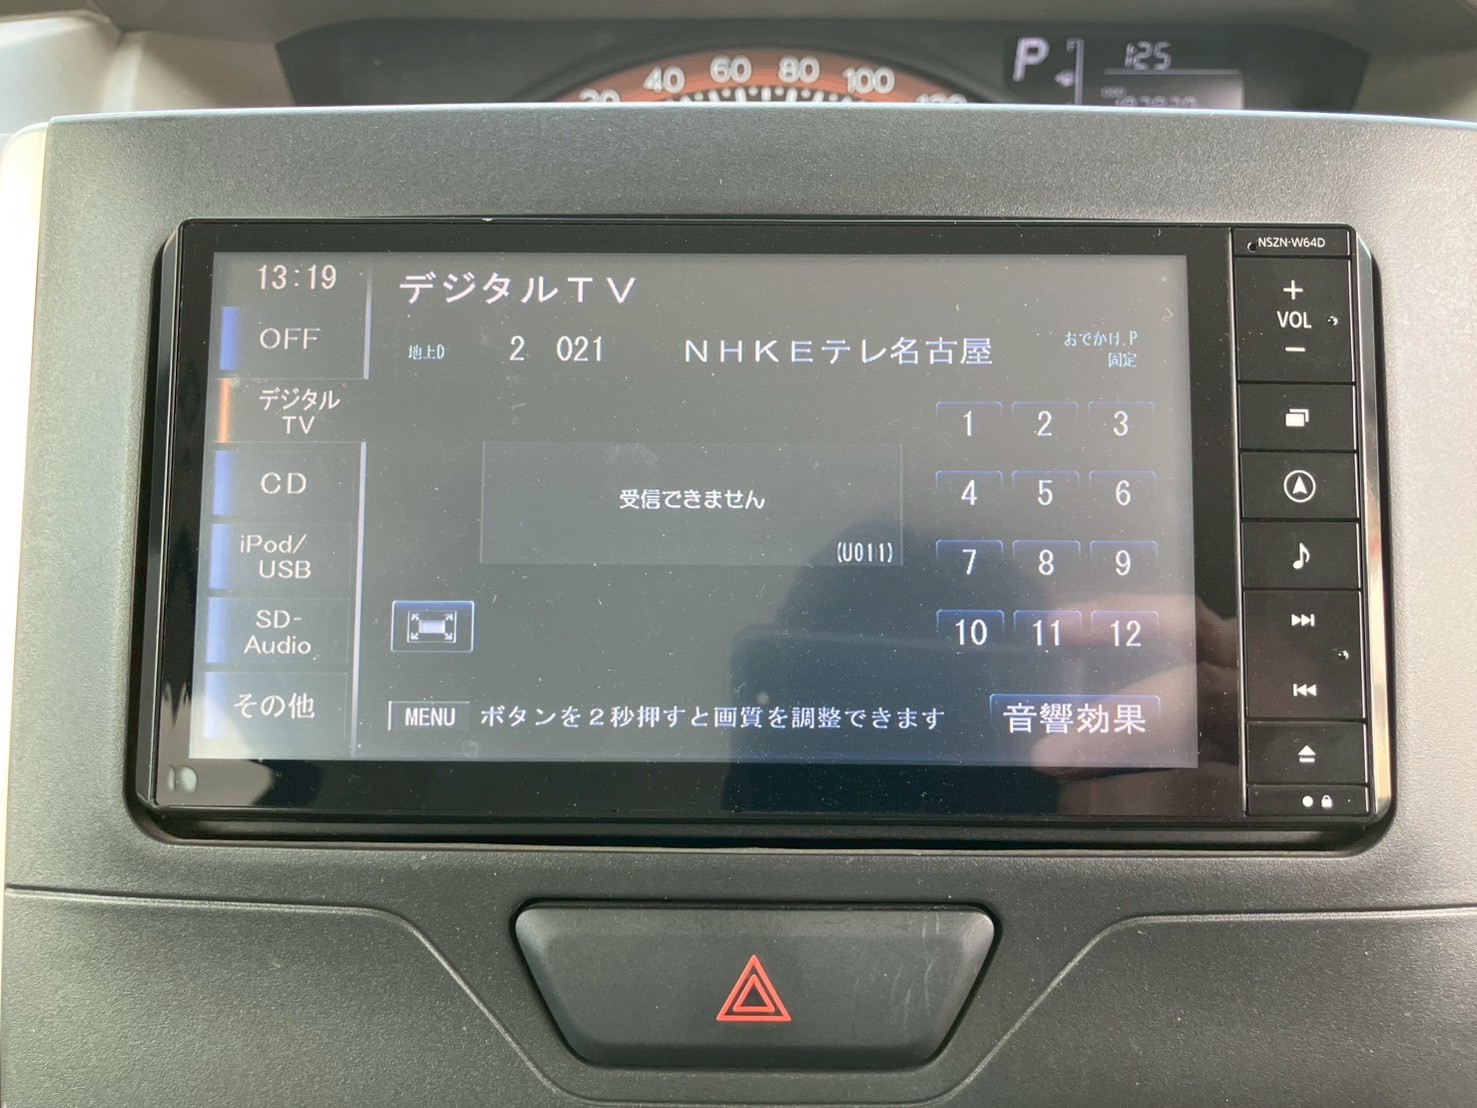 40 60 80 100
P
1:25
NSZN-W64D
13:19
デジタルTV
OFF
地上D 2 021 NHKEテレ名古屋
おでかけ.P
固定
デジタル
TV
CD
iPod/
USB
SD-
Audio
その他
受信できません
(U011)
1 2 3
4 5 6
7 8 9
10 11 12
MENU ボタンを2秒押すと画質を調整できます
音響効果
+
VOL
−